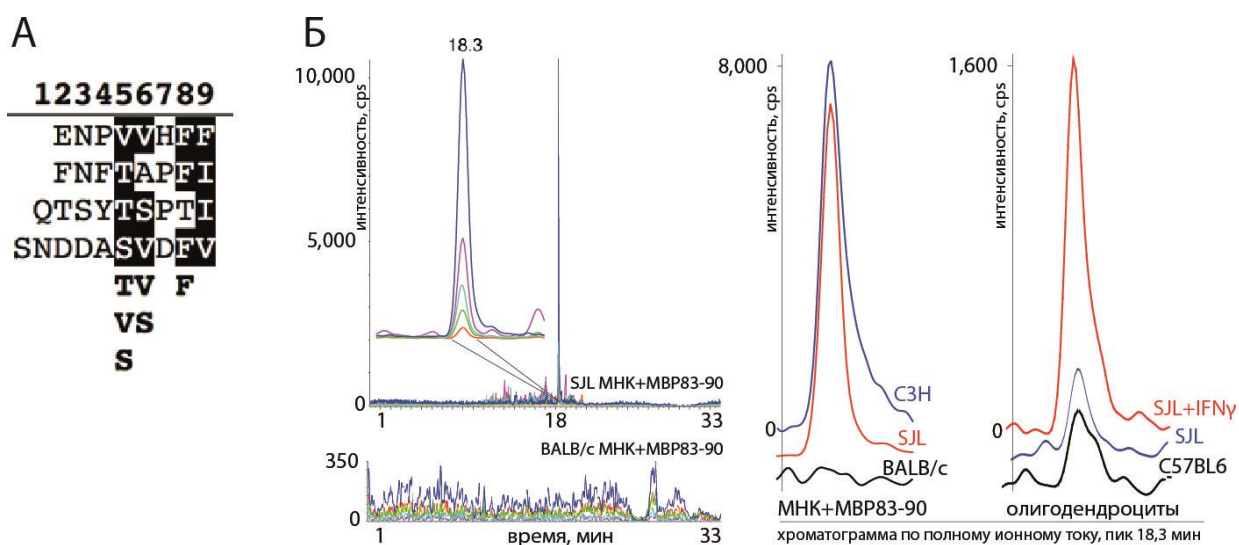 А
123456789
ENPVVHFF
FNFTAPFI
QTSYTSPTI
SNDDASVDFV
TV F
VS
S
Б
18.3
10,000
5,000
0
интенсивность, cps
SJL МНК+МВР83-90
1 18 33
BALB/c МНК+МВР83-90
350
0
1 время, мин 33
8,000
интенсивность, cps
0
C3H
SJL
BALB/c
МНК+МВР83-90
1,600
интенсивность, cps
0
SJL+IFNγ
SJL
C57BL6
олигодендроциты
хроматограмма по полному ионному току, пик 18,3 мин